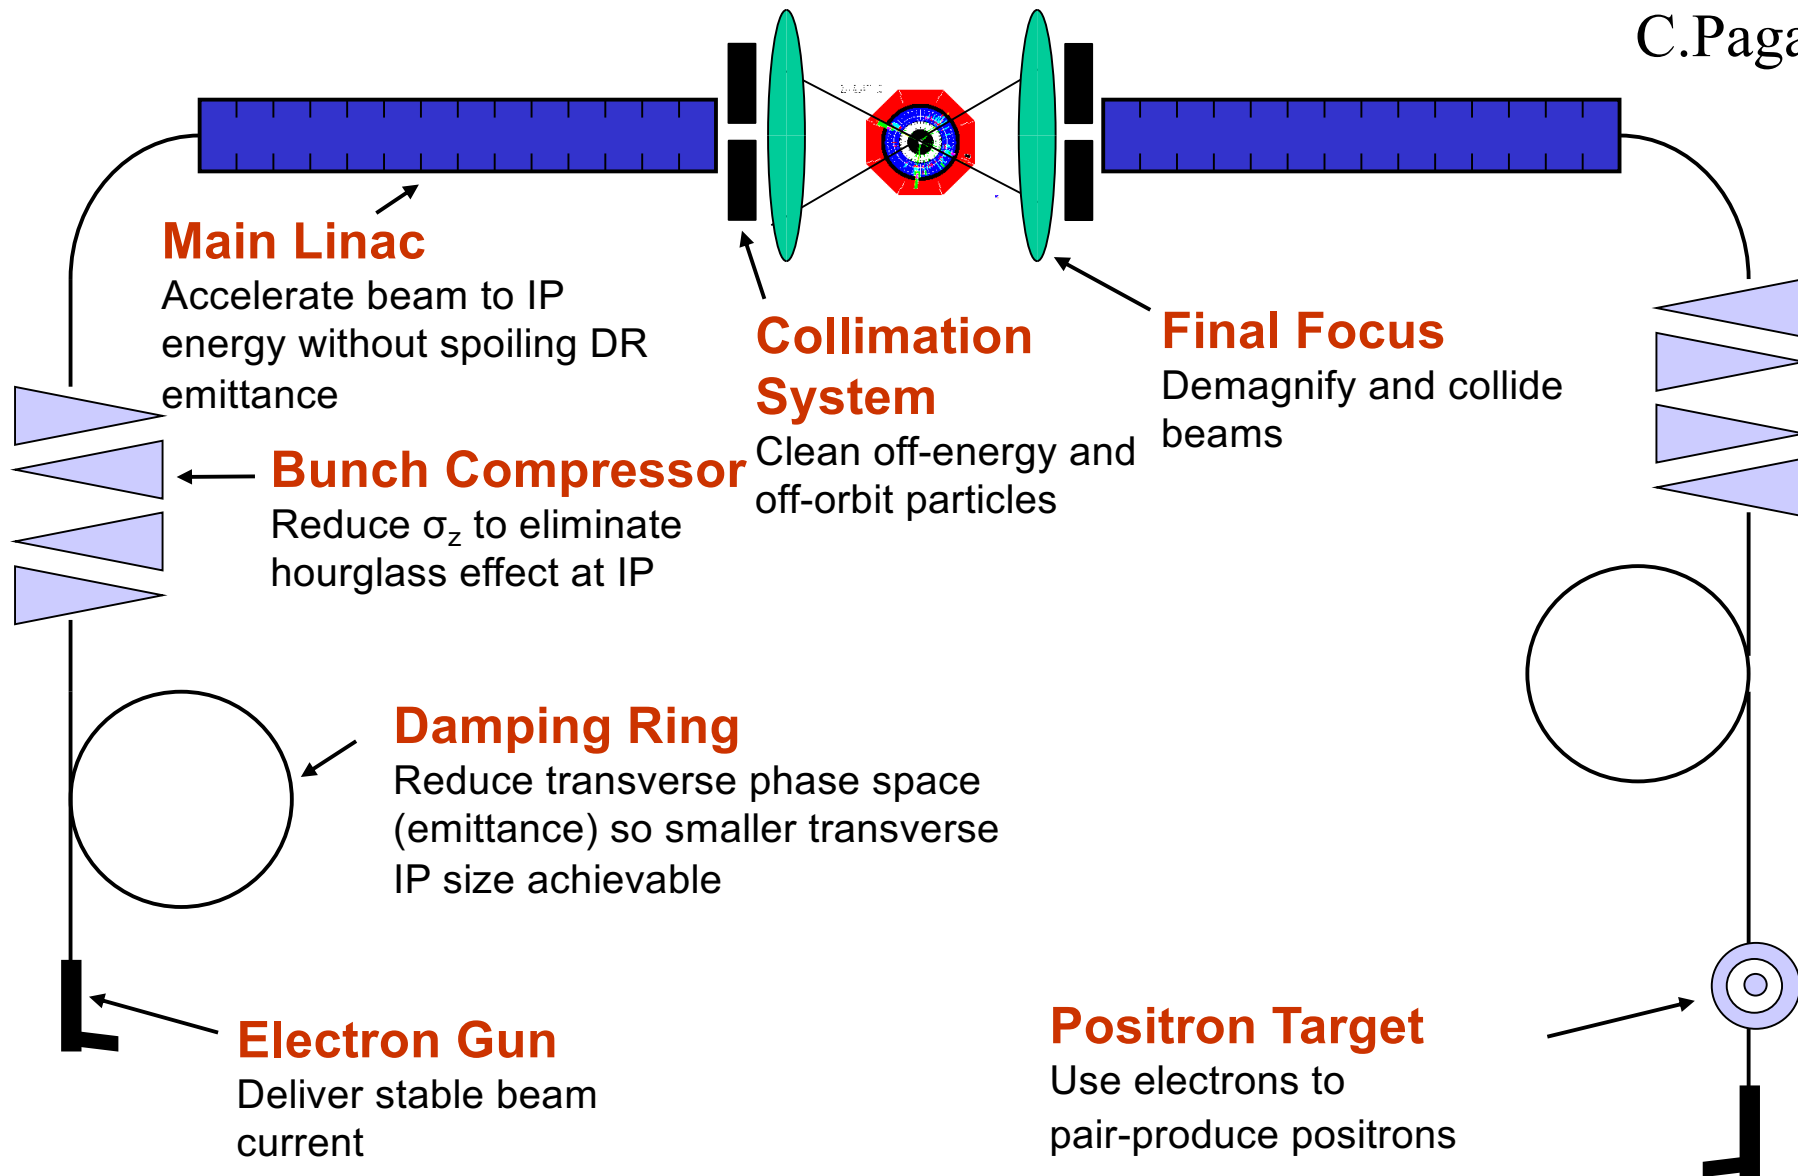 C.Paga
Main Linac
Accelerate beam to IP
energy without spoiling DR
emittance
Collimation
System
Clean off-energy and
off-orbit particles
Final Focus
Demagnify and collide
beams
Bunch Compressor
Reduce σz to eliminate
hourglass effect at IP
Damping Ring
Reduce transverse phase space
(emittance) so smaller transverse
IP size achievable
Electron Gun
Deliver stable beam
current
Positron Target
Use electrons to
pair-produce positrons